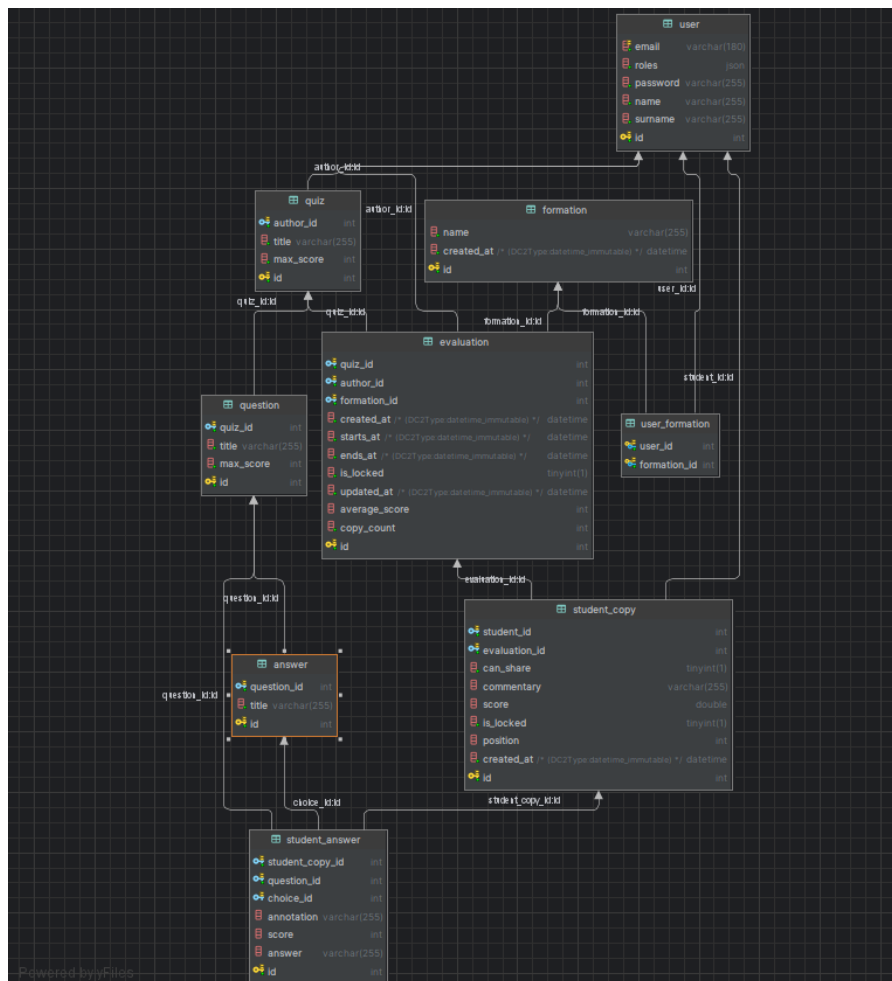 user
email varchar(180)
roles json
password varchar(255)
name varchar(255)
surname varchar(255)
id int
author_id:id
quiz
author_id int
title varchar(255)
max_score int
id int
author_id:id
formation
name varchar(255)
created_at /* (DC2Type:datetime_immutable) */ datetime
id int
user_id:id
quiz_id:id
quiz_id:id
formation_id:id
formation_id:id
evaluation
quiz_id int
author_id int
formation_id int
created_at /* (DC2Type:datetime_immutable) */ datetime
starts_at /* (DC2Type:datetime_immutable) */ datetime
ends_at /* (DC2Type:datetime_immutable) */ datetime
is_locked tinyint(1)
updated_at /* (DC2Type:datetime_immutable) */ datetime
average_score int
copy_count int
id int
student_id:id
question
quiz_id int
title varchar(255)
max_score int
id int
user_formation
user_id int
formation_id int
evaluation_id:id
question_id:id
student_copy
student_id int
evaluation_id int
can_share tinyint(1)
commentary varchar(255)
score double
is_locked tinyint(1)
position int
created_at /* (DC2Type:datetime_immutable) */ datetime
id int
answer
question_id int
title varchar(255)
id int
question_id:id
choice_id:id
student_copy_id:id
student_answer
student_copy_id int
question_id int
choice_id int
annotation varchar(255)
score int
answer varchar(255)
id int
Powered by yFiles